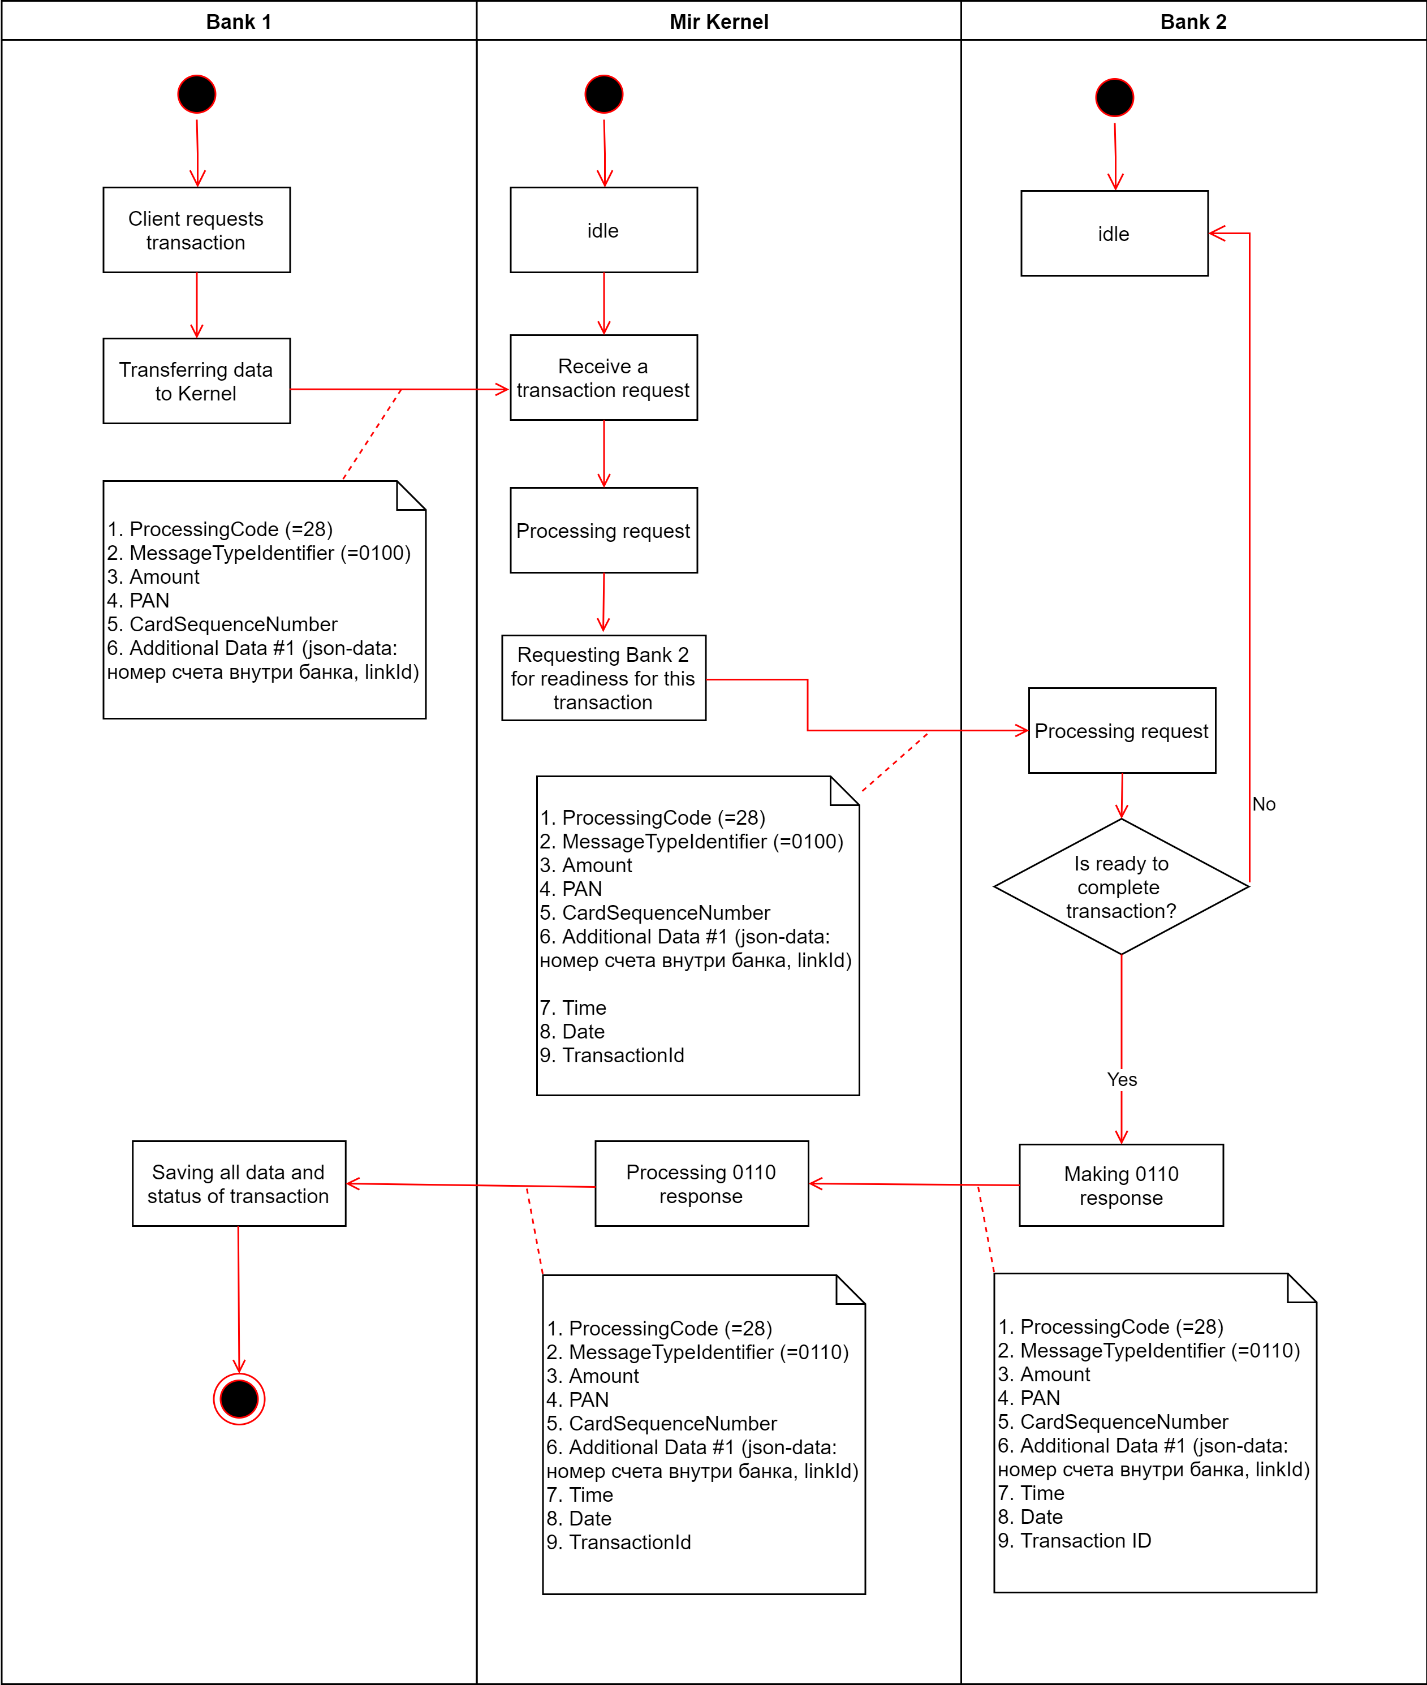 Bank 1
Mir Kernel
Bank 2
Client requests
transaction
idle
idle
Transferring data
to Kernel
Receive a
transaction request
1. ProcessingCode (=28)
2. MessageTypeIdentifier (=0100)
3. Amount
4. PAN
5. CardSequenceNumber
6. Additional Data #1 (json-data:
номер счета внутри банка, linkId)
Processing request
Requesting Bank 2
for readiness for this
transaction
Processing request
No
1. ProcessingCode (=28)
2. MessageTypeIdentifier (=0100)
3. Amount
4. PAN
5. CardSequenceNumber
6. Additional Data #1 (json-data:
номер счета внутри банка, linkId)
7. Time
8. Date
9. TransactionId
Is ready to
complete
transaction?
Yes
Saving all data and
status of transaction
Processing 0110
response
Making 0110
response
1. ProcessingCode (=28)
2. MessageTypeIdentifier (=0110)
3. Amount
4. PAN
5. CardSequenceNumber
6. Additional Data #1 (json-data:
номер счета внутри банка, linkId)
7. Time
8. Date
9. TransactionId
1. ProcessingCode (=28)
2. MessageTypeIdentifier (=0110)
3. Amount
4. PAN
5. CardSequenceNumber
6. Additional Data #1 (json-data:
номер счета внутри банка, linkId)
7. Time
8. Date
9. Transaction ID